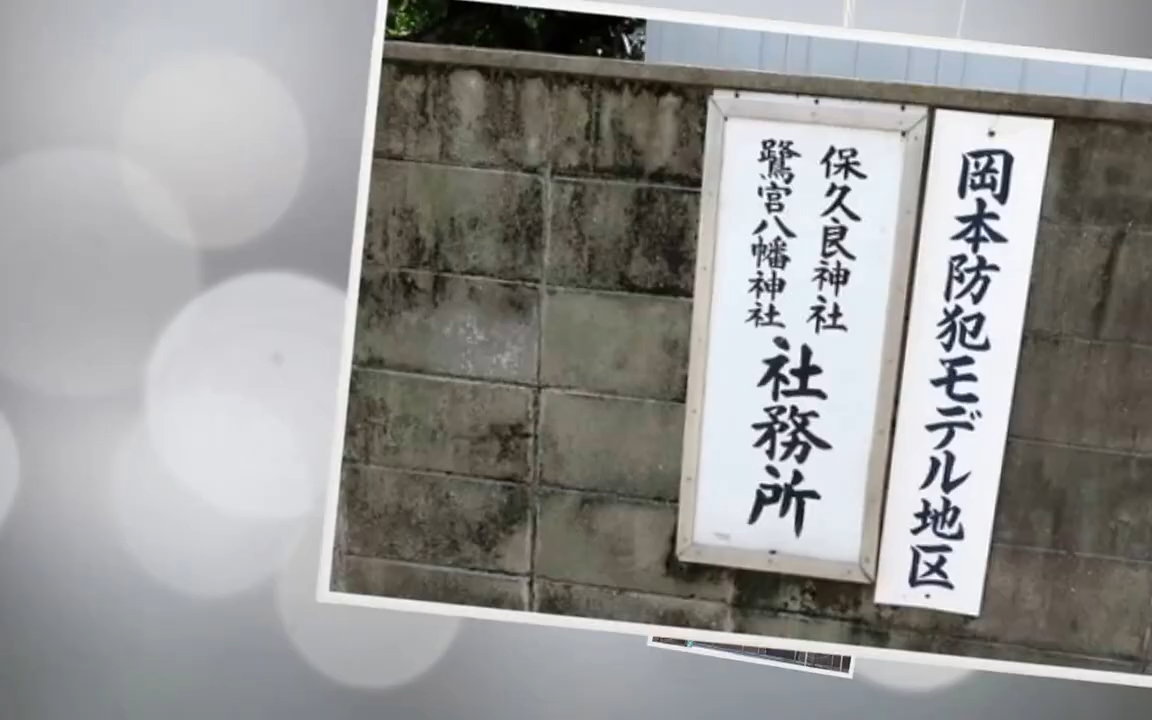 岡本防犯モデル地区
保久良神社
鷺宮八幡神社
社務所